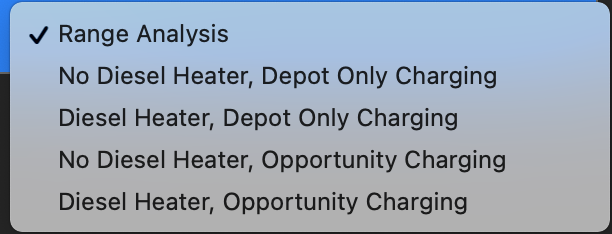 Range Analysis
No Diesel Heater, Depot Only Charging
Diesel Heater, Depot Only Charging
No Diesel Heater, Opportunity Charging
Diesel Heater, Opportunity Charging